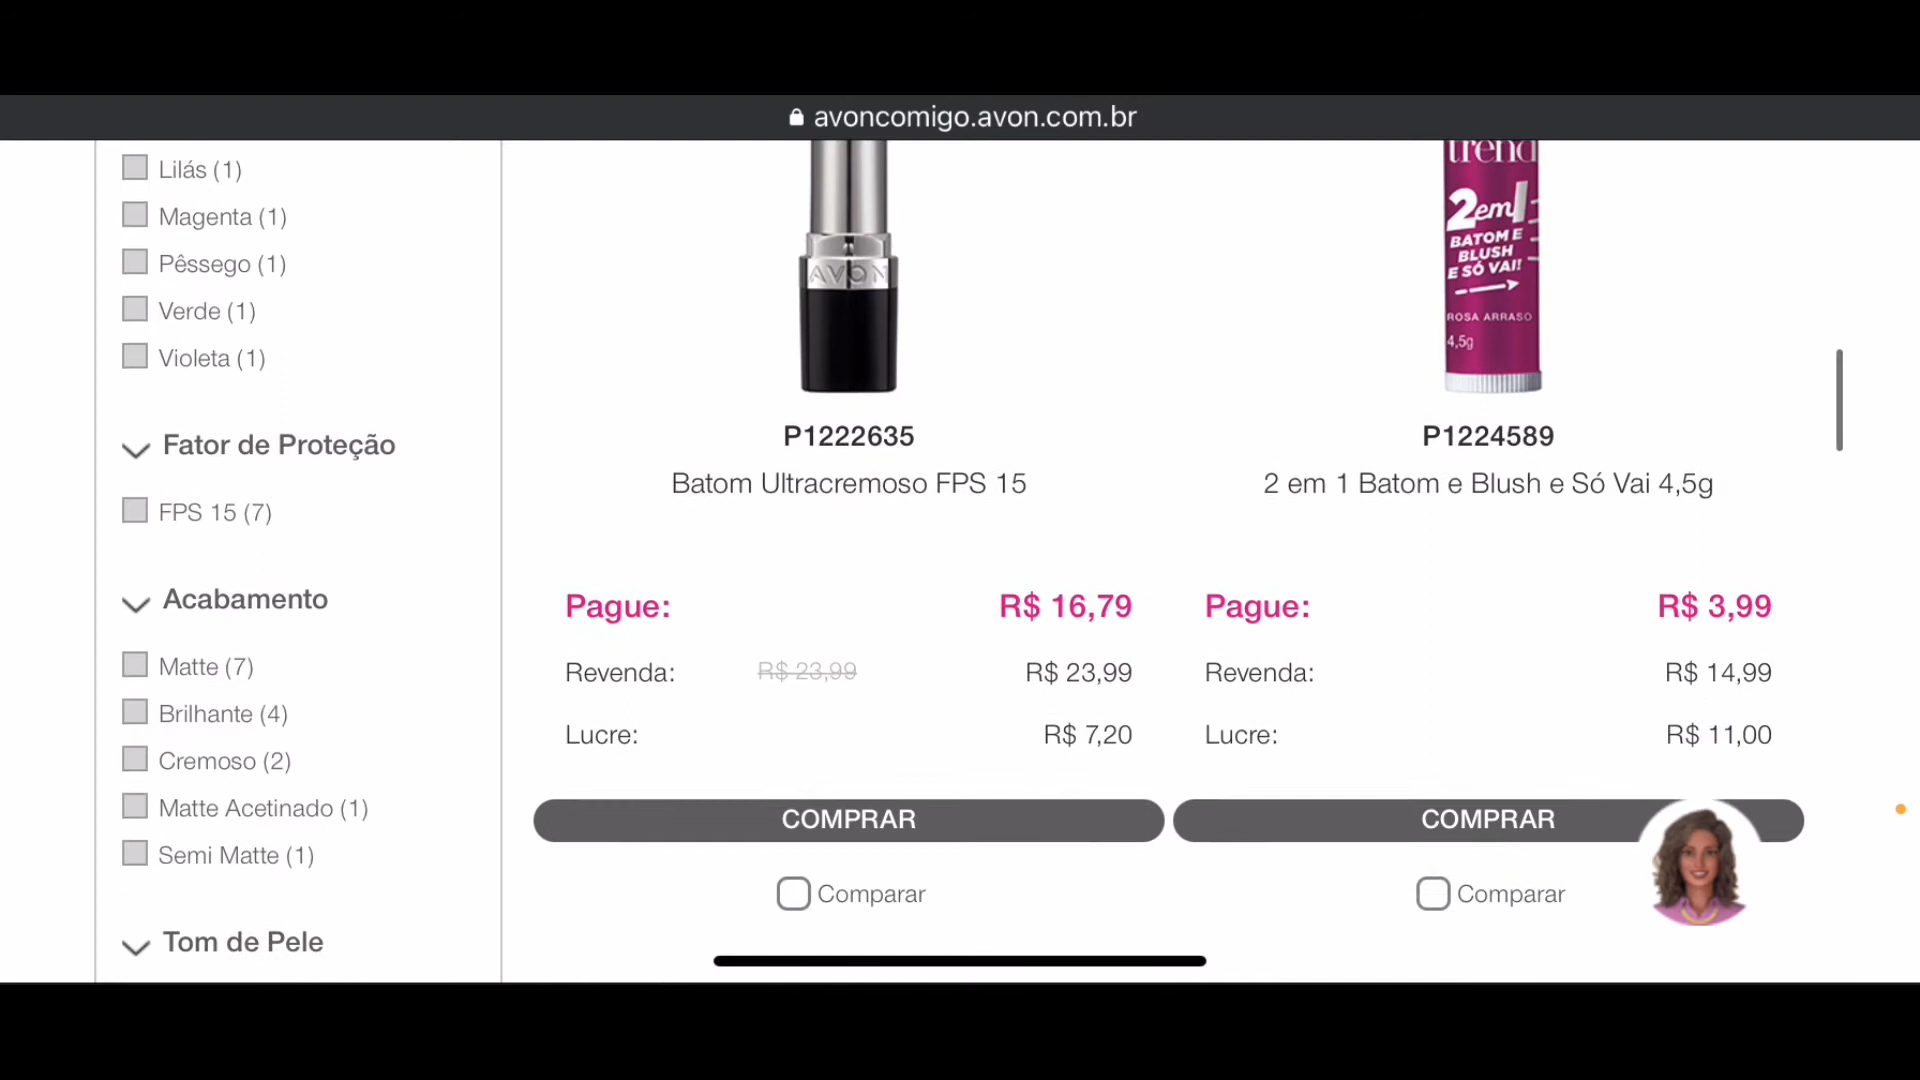 avoncomigo.avon.com.br
Lilás (1)
Magenta (1)
Pêssego (1)
Verde (1)
Violeta (1)
Fator de Proteção
FPS 15 (7)
Acabamento
Matte (7)
Brilhante (4)
Cremoso (2)
Matte Acetinado (1)
Semi Matte (1)
Tom de Pele
AVON
P1222635
Batom Ultracremoso FPS 15
Pague: R$ 16,79
Revenda: R$ 23,99 R$ 23,99
Lucre: R$ 7,20
COMPRAR
Comparar
trend
2em1
BATOM E
BLUSH
E SÓ VAI!
ROSA ARRASO
4,5g
P1224589
2 em 1 Batom e Blush e Só Vai 4,5g
Pague: R$ 3,99
Revenda: R$ 14,99
Lucre: R$ 11,00
COMPRAR
Comparar